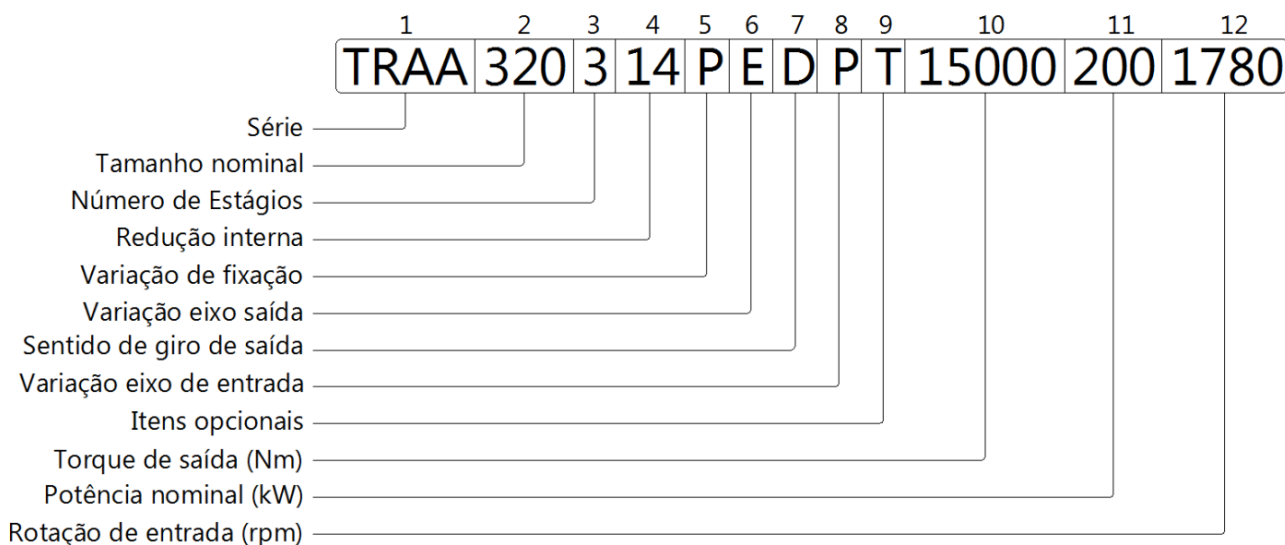 1 2 3 4 5 6 7 8 9 10 11 12
TRAA 320 3 14 P E D P T 15000 200 1780
Série
Tamanho nominal
Número de Estágios
Redução interna
Variação de fixação
Variação eixo saída
Sentido de giro de saída
Variação eixo de entrada
Itens opcionais
Torque de saída (Nm)
Potência nominal (kW)
Rotação de entrada (rpm)